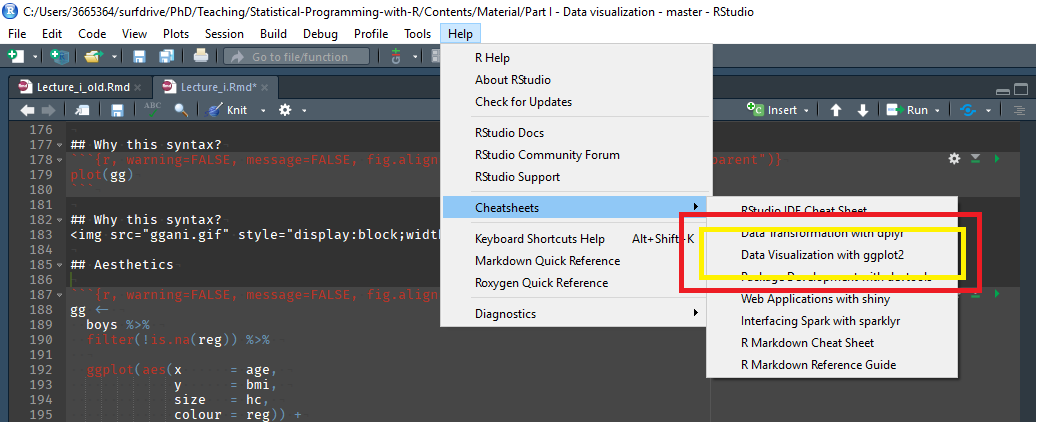 C:/Users/3665364/surfdrive/PhD/Teaching/Statistical-Programming-with-R/Contents/Material/Part I - Data visualization - master - RStudio
File Edit Code View Plots Session Build Debug Profile Tools Help
Go to file/function
R Help
About RStudio
Check for Updates
RStudio Docs
RStudio Community Forum
RStudio Support
Cheatsheets
Keyboard Shortcuts Help Alt+Shift+K
Markdown Quick Reference
Roxygen Quick Reference
Diagnostics
RStudio IDE Cheat Sheet
Data Transformation with dplyr
Data Visualization with ggplot2
Package Development with devtools
Web Applications with shiny
Interfacing Spark with sparklyr
R Markdown Cheat Sheet
R Markdown Reference Guide
Lecture_i_old.Rmd Lecture_i.Rmd*
ABC Knit Insert Run
176
177 ## Why this syntax?
178 ```{r, warning=FALSE, message=FALSE, fig.align parent")}
179 plot(gg)
180 ```
181
182 ## Why this syntax?
183 <img src="ggani.gif" style="display:block;width
184
185 ## Aesthetics
186
187 ```{r, warning=FALSE, message=FALSE, fig.align
188 gg <-
189 boys %>%
190 filter(!is.na(reg)) %>%
191
192 ggplot(aes(x = age,
193 y = bmi,
194 size = hc,
195 colour = reg)) +